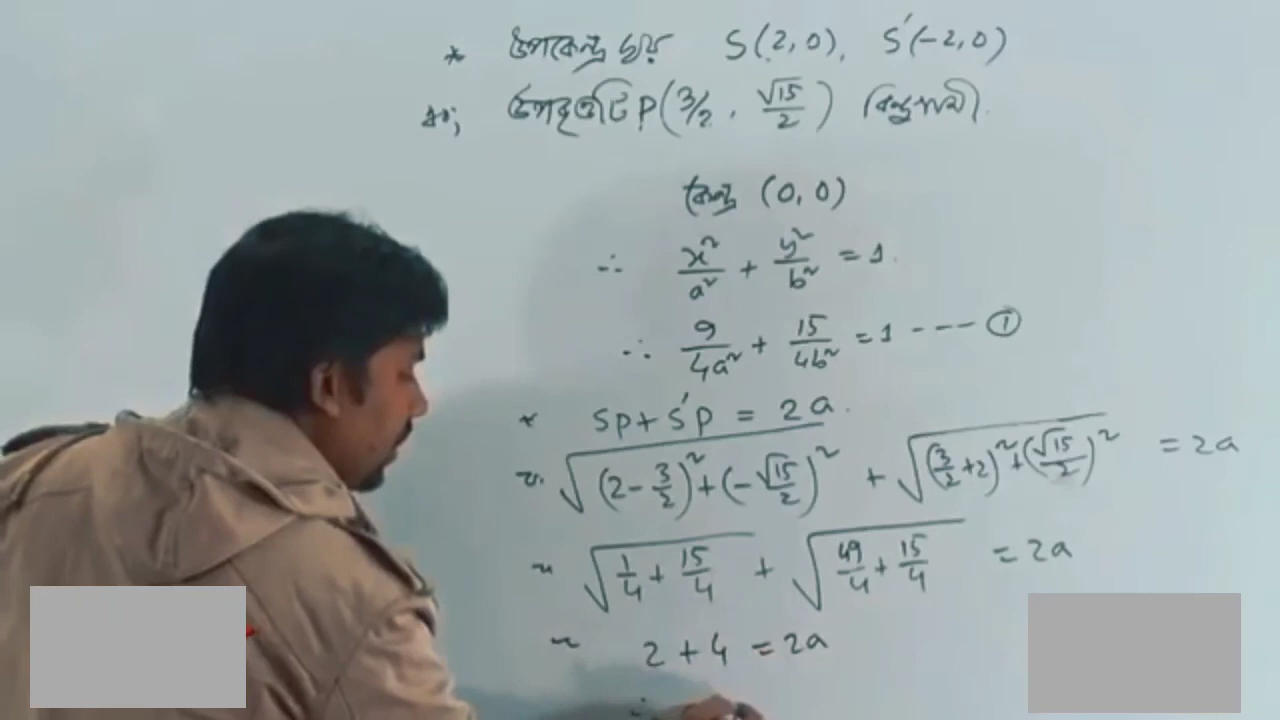 * উপকেন্দ্র দ্বয় S(2,0), S'(-2,0)
এবং উপবৃত্তটি P(3/2, √15/2) বিন্দুগামী.
কেন্দ্র (0,0)
∴ x²/a² + y²/b² = 1.
∴ 9/4a² + 15/4b² = 1 ---- ①
* SP + S'P = 2a.
বা √((2 - 3/2)² + (-√15/2)²) + √((3/2 + 2)² + (√15/2)²) = 2a
~ √(1/4 + 15/4) + √(49/4 + 15/4) = 2a
~ 2 + 4 = 2a
∴